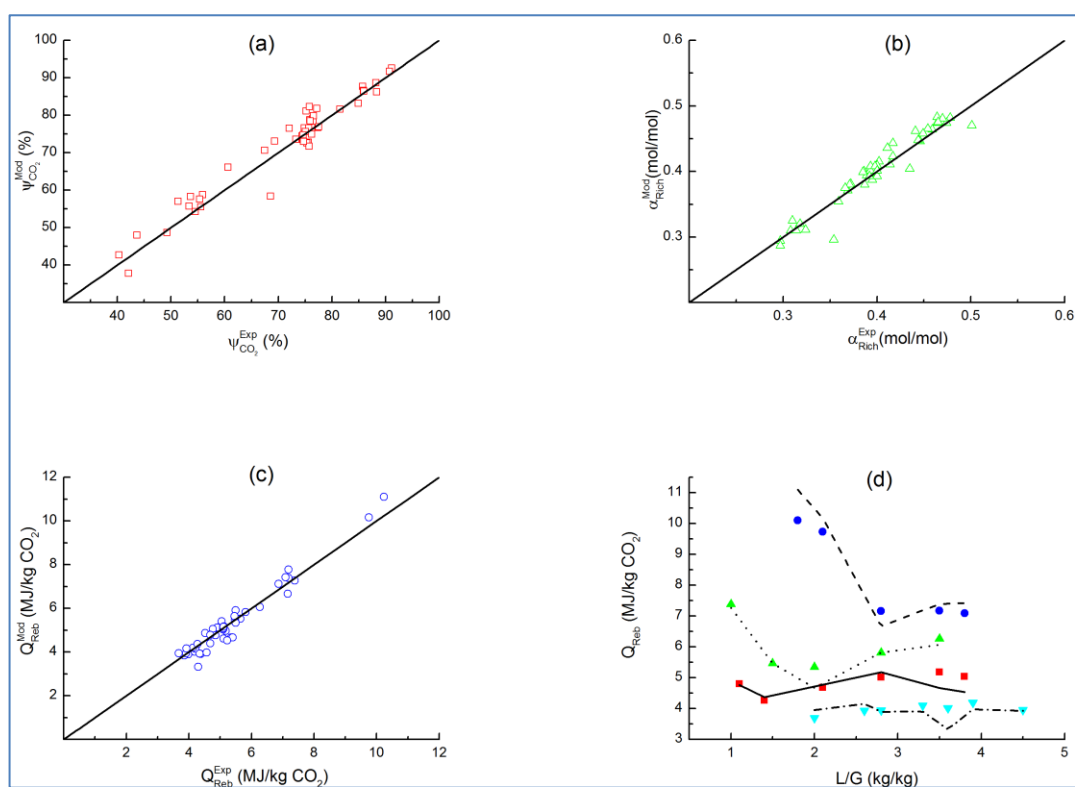 (a)
100
90
80
70
60
50
40
40 50 60 70 80 90 100
Ψ_CO₂^Mod (%)
Ψ_CO₂^Exp (%)
(b)
0.6
0.5
0.4
0.3
0.3 0.4 0.5 0.6
α_Rich^Mod (mol/mol)
α_Rich^Exp (mol/mol)
(c)
12
10
8
6
4
2
2 4 6 8 10 12
Q_Reb^Mod (MJ/kg CO₂)
Q_Reb^Exp (MJ/kg CO₂)
(d)
11
10
9
8
7
6
5
4
3
1 2 3 4 5
Q_Reb (MJ/kg CO₂)
L/G (kg/kg)